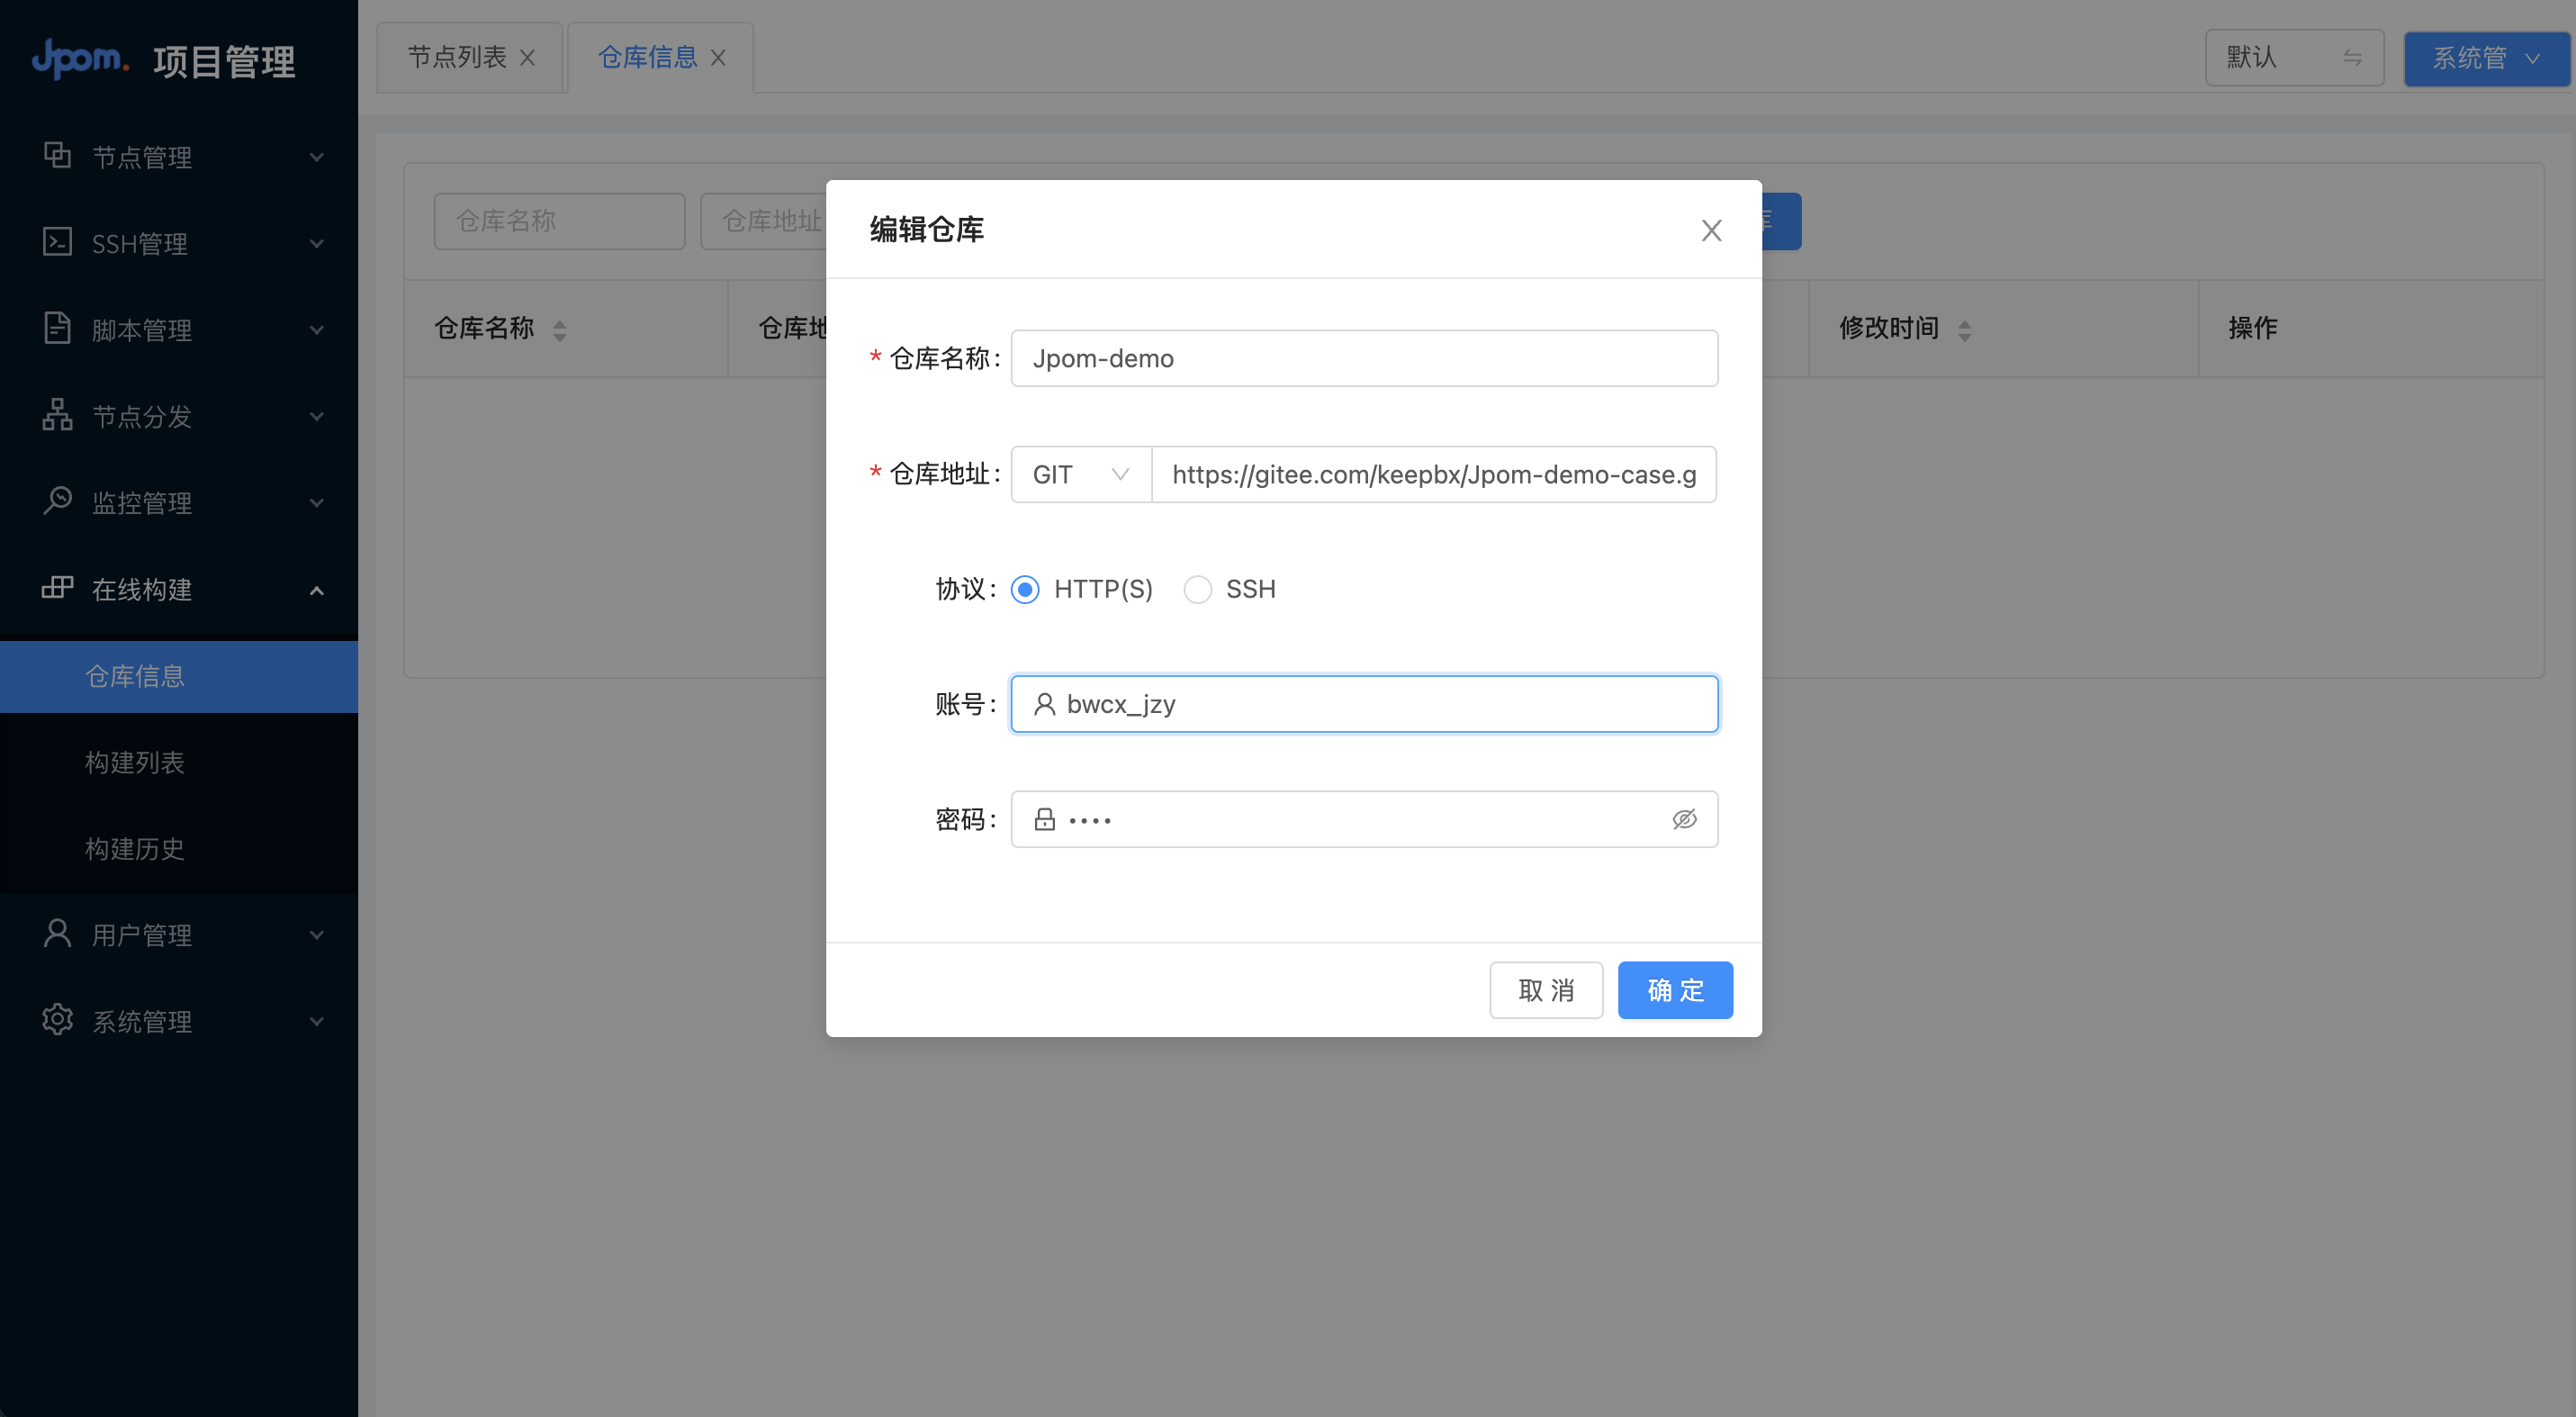 Jpom. 项目管理
节点管理
SSH管理
脚本管理
节点分发
监控管理
在线构建
仓库信息
构建列表
构建历史
用户管理
系统管理
节点列表
仓库信息
默认
系统管
仓库名称
仓库地址
仓库名称
仓库地
修改时间
操作
编辑仓库
* 仓库名称: Jpom-demo
* 仓库地址: GIT https://gitee.com/keepbx/Jpom-demo-case.g
协议: HTTP(S) SSH
账号: bwcx_jzy
密码: ••••
取 消 确 定